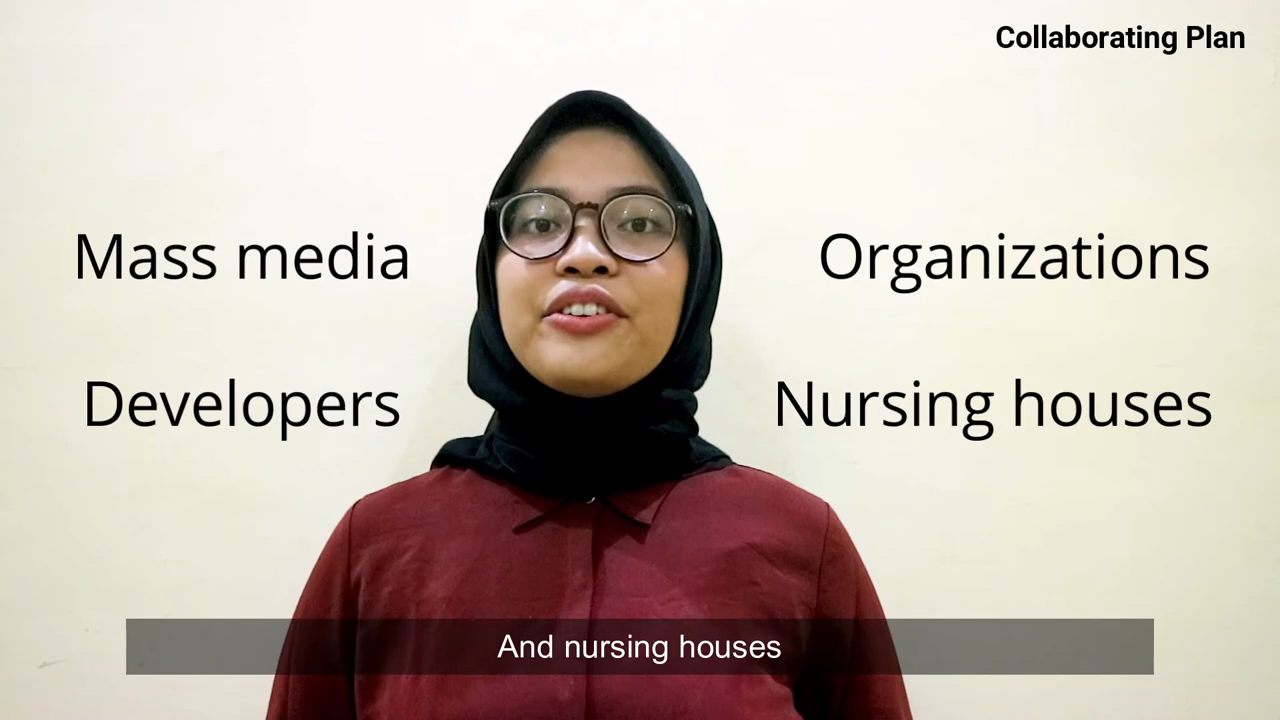 Collaborating Plan
Mass media
Organizations
Developers
Nursing houses
And nursing houses